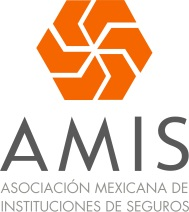 AMIS
ASOCIACIÓN MEXICANA DE
INSTITUCIONES DE SEGUROS